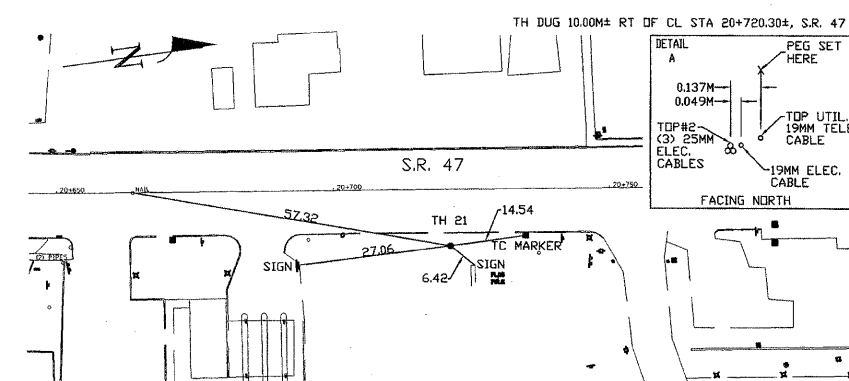 TH DUG 10.00M± RT OF CL STA 20+720.30±, S.R. 47
DETAIL
A
PEG SET
HERE
0.137M
0.049M
TOP#2
(3) 25MM
ELEC.
CABLES
TOP UTIL.
19MM TELE
CABLE
19MM ELEC.
CABLE
FACING NORTH
N
S.R. 47
20+650
NAIL
20+700
20+750
57.32
TH 21
14.54
TC MARKER
27.06
SIGN
SIGN
6.42
(2) PIPES